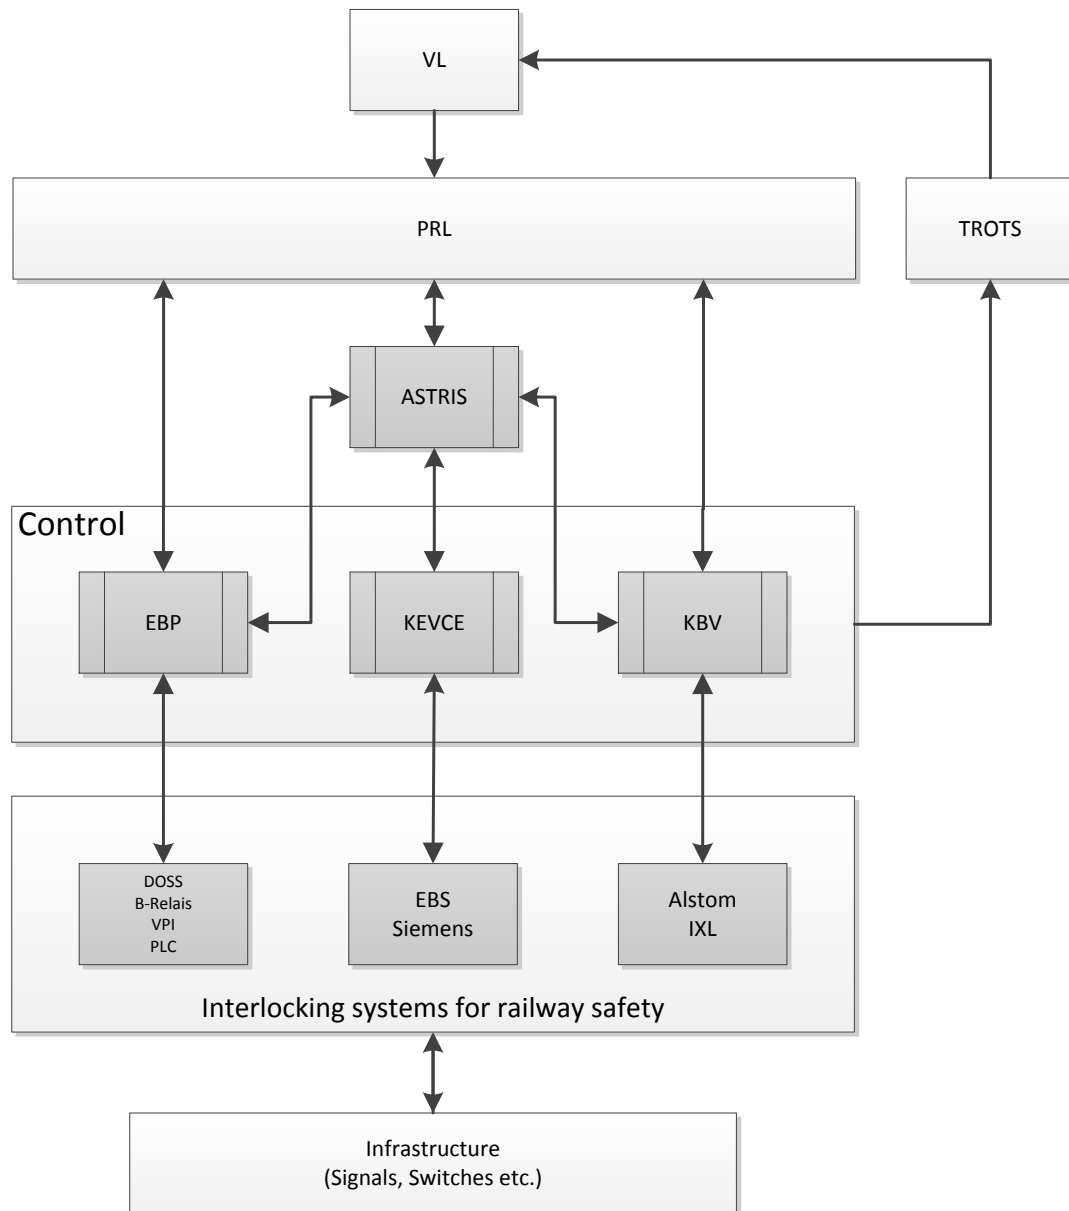 VL
PRL
TROTS
ASTRIS
Control
EBP
KEVCE
KBV
DOSS
B-Relais
VPI
PLC
EBS
Siemens
Alstom
IXL
Interlocking systems for railway safety
Infrastructure
(Signals, Switches etc.)